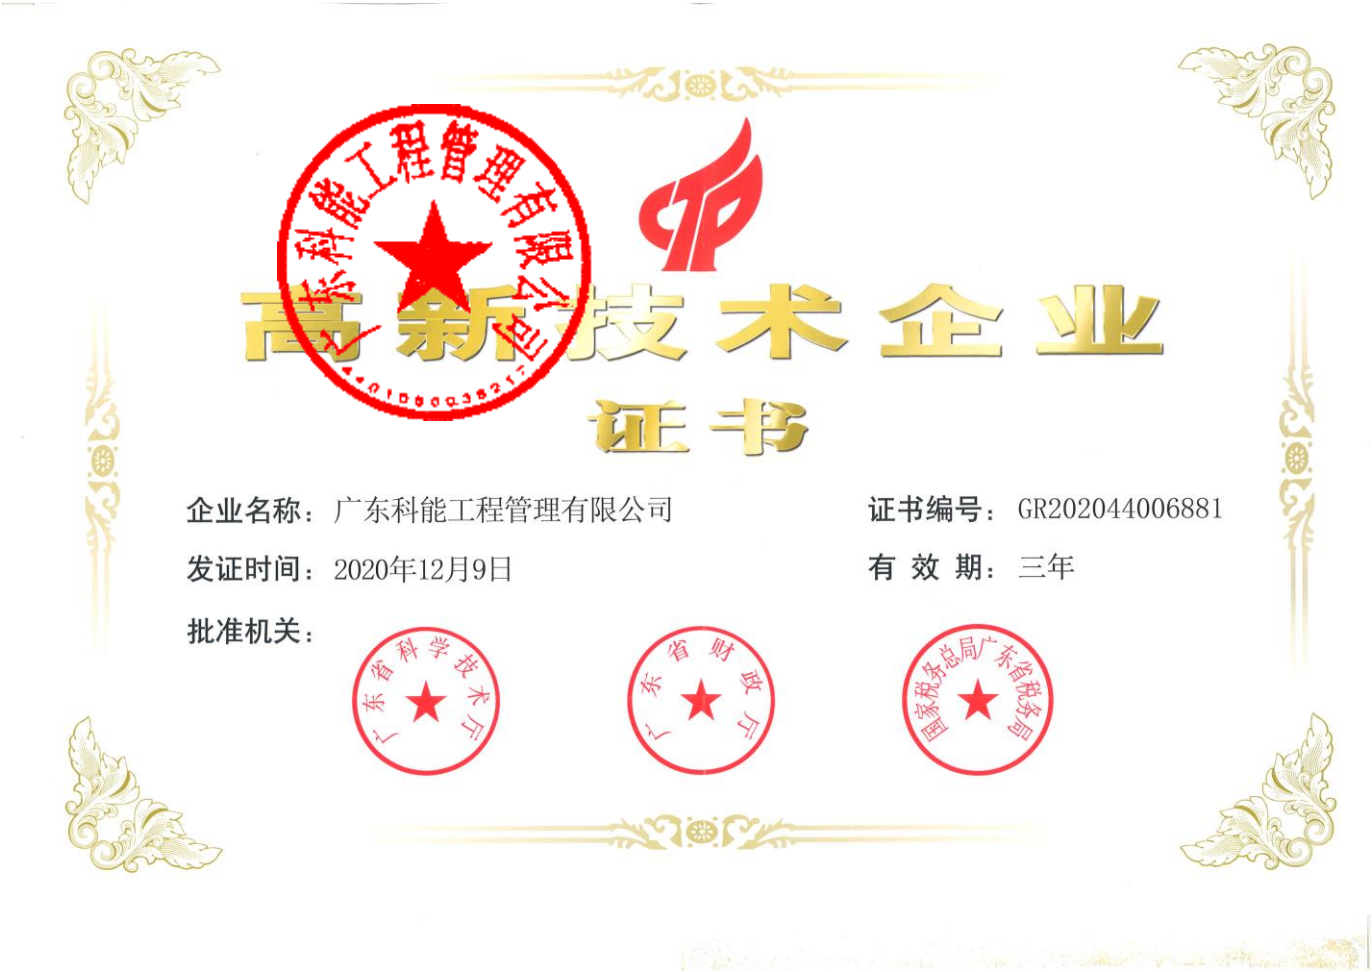 广东科能工程管理有限公司
高新技术企业
证书
企业名称：广东科能工程管理有限公司
证书编号：GR202044006881
发证时间：2020年12月9日
有效期：三年
批准机关：
广东省科学技术厅
广东省财政厅
国家税务总局广东省税务局